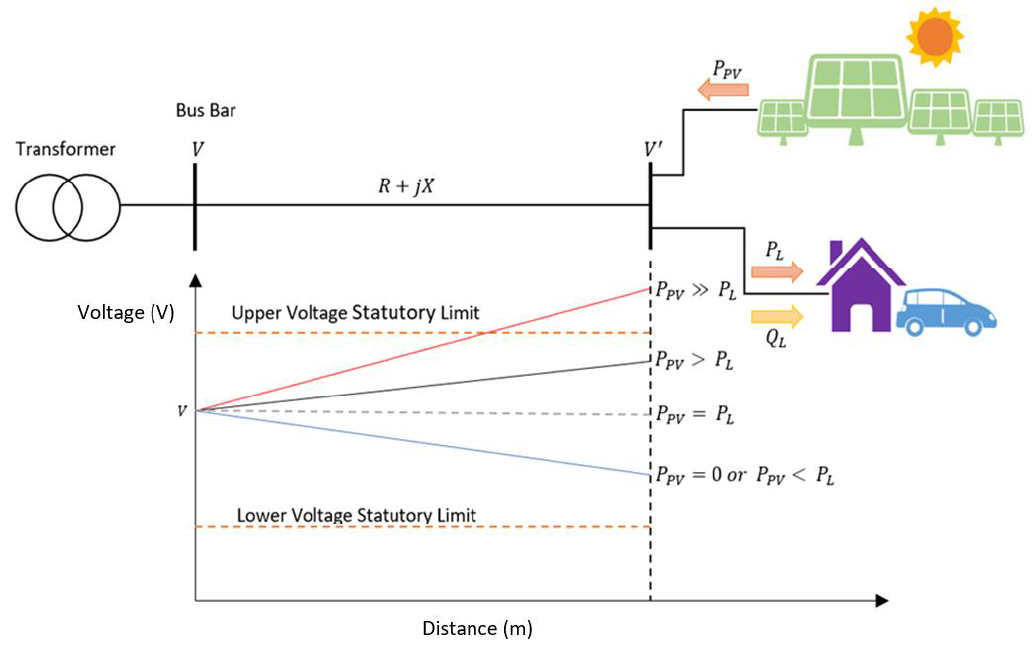 P_PV
Bus Bar
Transformer
V
V'
R + jX
P_L
Voltage (V)
Upper Voltage Statutory Limit
P_PV ≫ P_L
Q_L
P_PV > P_L
V
P_PV = P_L
P_PV = 0 or P_PV < P_L
Lower Voltage Statutory Limit
Distance (m)